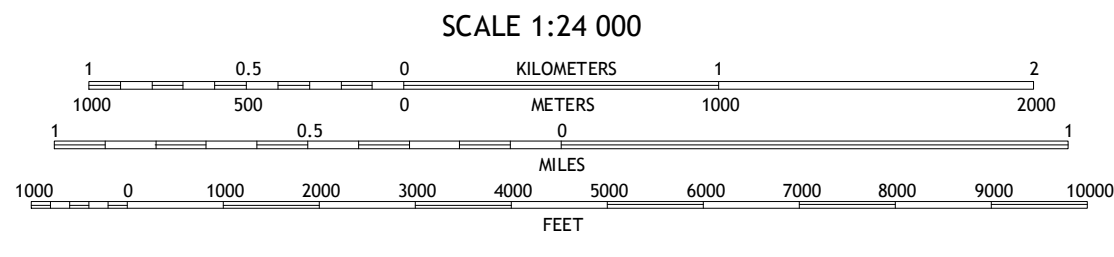 SCALE 1:24 000
1 0.5 0 KILOMETERS 1 2
1000 500 0 METERS 1000 2000
1 0.5 0 1
MILES
1000 0 1000 2000 3000 4000 5000 6000 7000 8000 9000 10000
FEET